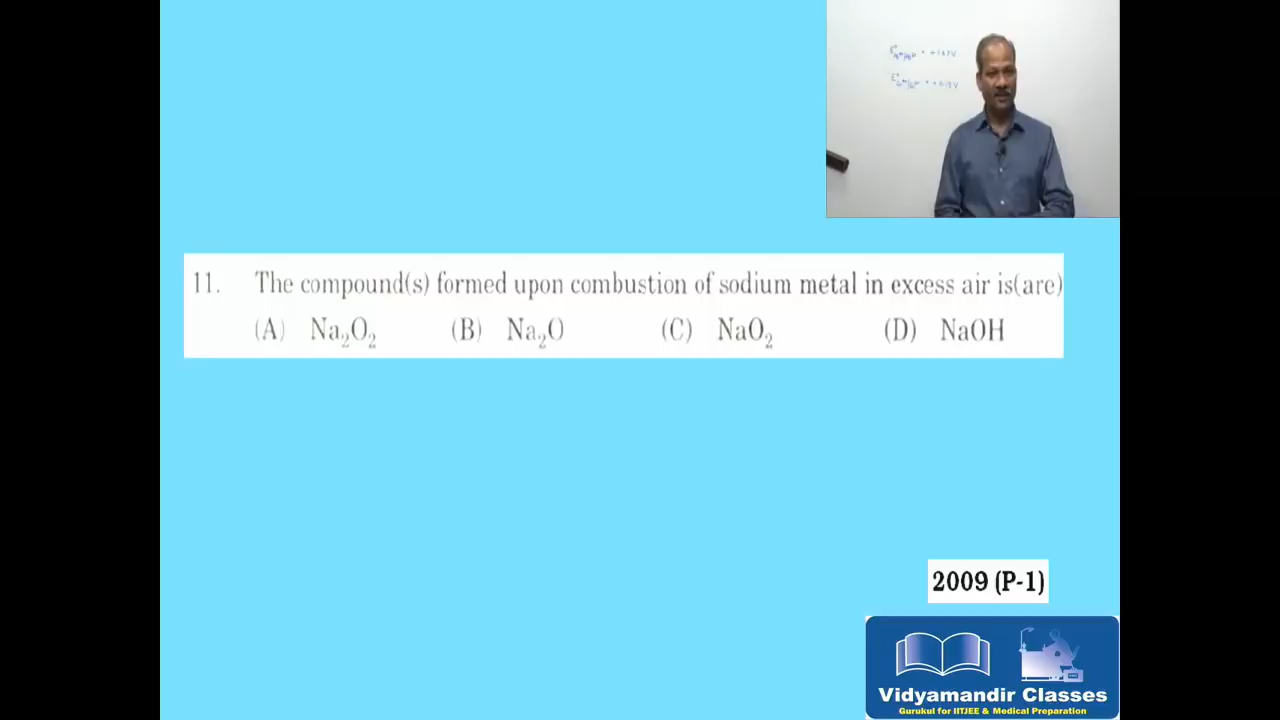 11. The compound(s) formed upon combustion of sodium metal in excess air is(are)
(A) Na₂O₂ (B) Na₂O (C) NaO₂ (D) NaOH
2009 (P-1)
Vidyamandir Classes
Gurukul for IITJEE & Medical Preparation